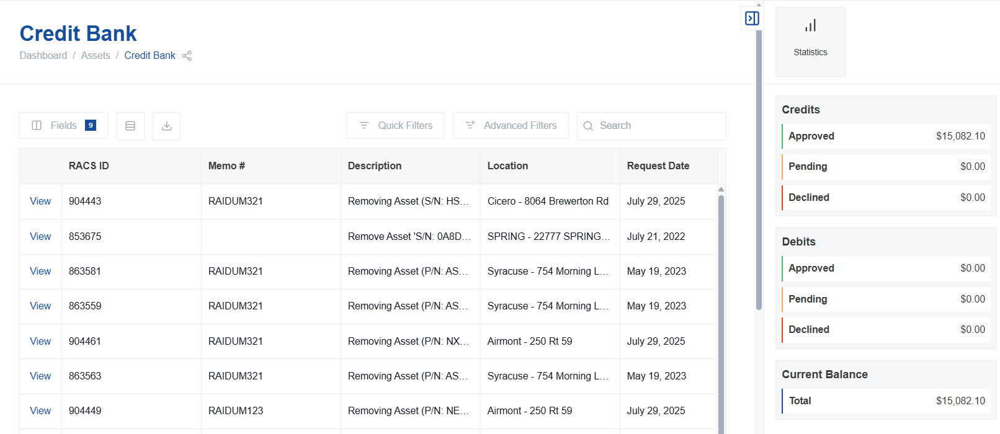 Credit Bank
Dashboard / Assets / Credit Bank
Fields 9
Quick Filters
Advanced Filters
Search
RACS ID Memo # Description Location Request Date
View 904443 RAIDUM321 Removing Asset (S/N: HS... Cicero - 8064 Brewerton Rd July 29, 2025
View 853675 Remove Asset 'S/N: 0A8D... SPRING - 22777 SPRING... July 21, 2022
View 863581 RAIDUM321 Removing Asset (P/N: AS... Syracuse - 754 Morning L... May 19, 2023
View 863559 RAIDUM321 Removing Asset (P/N: AS... Syracuse - 754 Morning L... May 19, 2023
View 904461 RAIDUM321 Removing Asset (P/N: NX... Airmont - 250 Rt 59 July 29, 2025
View 863563 RAIDUM321 Removing Asset (P/N: AS... Syracuse - 754 Morning L... May 19, 2023
View 904449 RAIDUM123 Removing Asset (P/N: NE... Airmont - 250 Rt 59 July 29, 2025
Statistics
Credits
Approved $15,082.10
Pending $0.00
Declined $0.00
Debits
Approved $0.00
Pending $0.00
Declined $0.00
Current Balance
Total $15,082.10